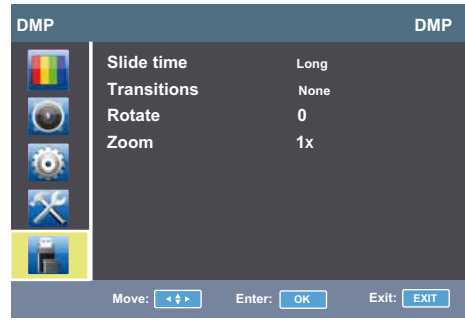 DMP DMP
Slide time Long
Transitions None
Rotate 0
Zoom 1x
Move: Enter: OK Exit: EXIT